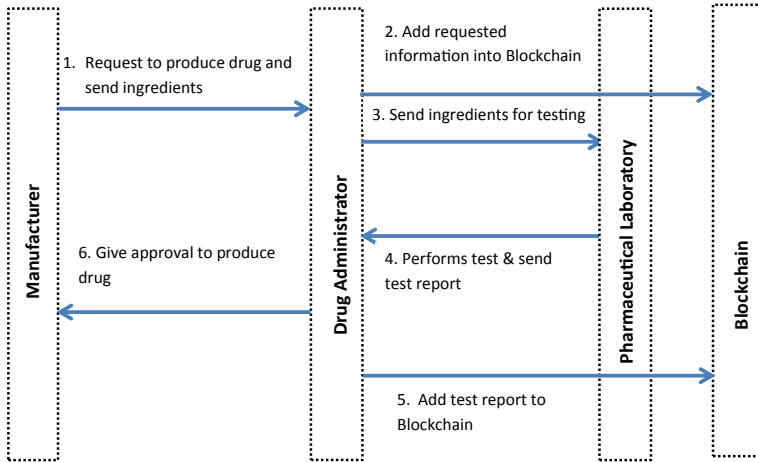 1. Request to produce drug and
send ingredients
2. Add requested
information into Blockchain
3. Send ingredients for testing
4. Performs test & send
test report
5. Add test report to
Blockchain
6. Give approval to produce
drug
Manufacturer
Drug Administrator
Pharmaceutical Laboratory
Blockchain